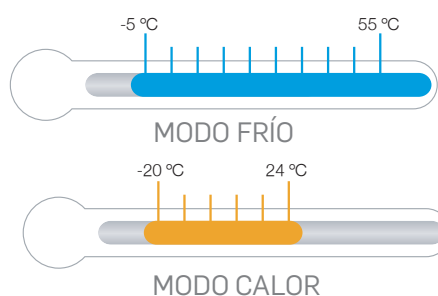 -5 ºC 55 ºC
MODO FRÍO
-20 ºC 24 ºC
MODO CALOR